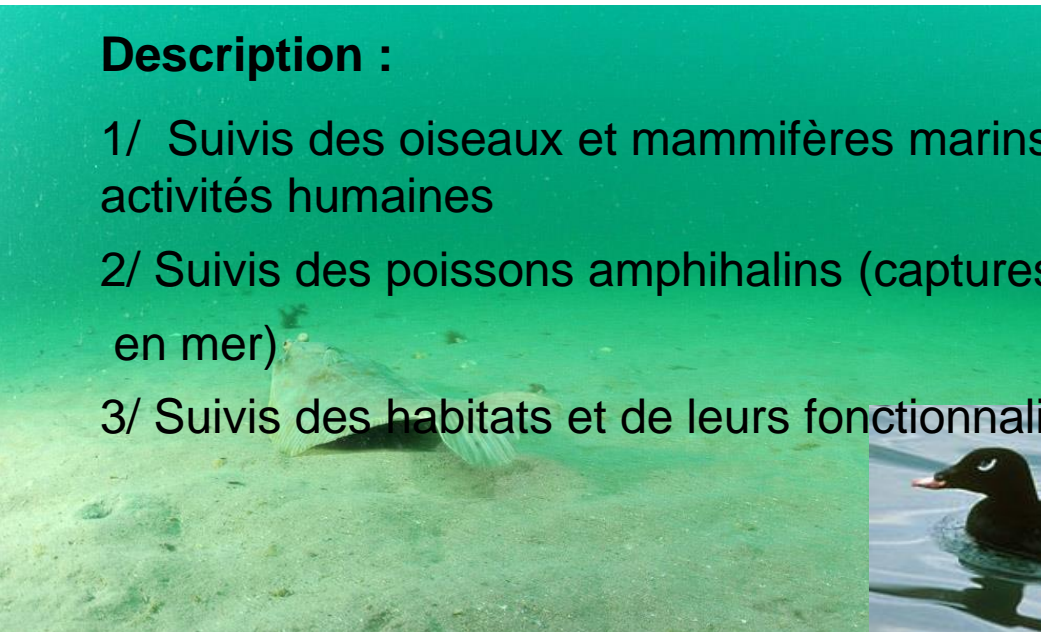 Description :
1/ Suivis des oiseaux et mammifères marins
activités humaines
2/ Suivis des poissons amphihalins (captures
en mer)
3/ Suivis des habitats et de leurs fonctionnali